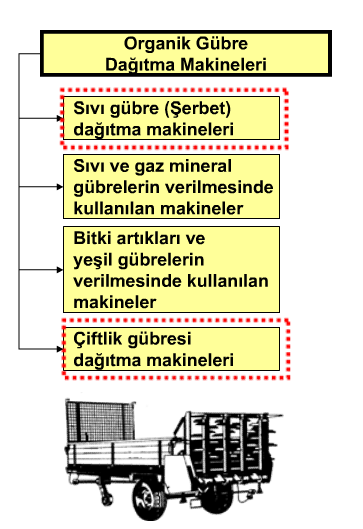 Organik Gübre
Dağıtma Makineleri
Sıvı gübre (Şerbet)
dağıtma makineleri
Sıvı ve gaz mineral
gübrelerin verilmesinde
kullanılan makineler
Bitki artıkları ve
yeşil gübrelerin
verilmesinde kullanılan
makineler
Çiftlik gübresi
dağıtma makineleri